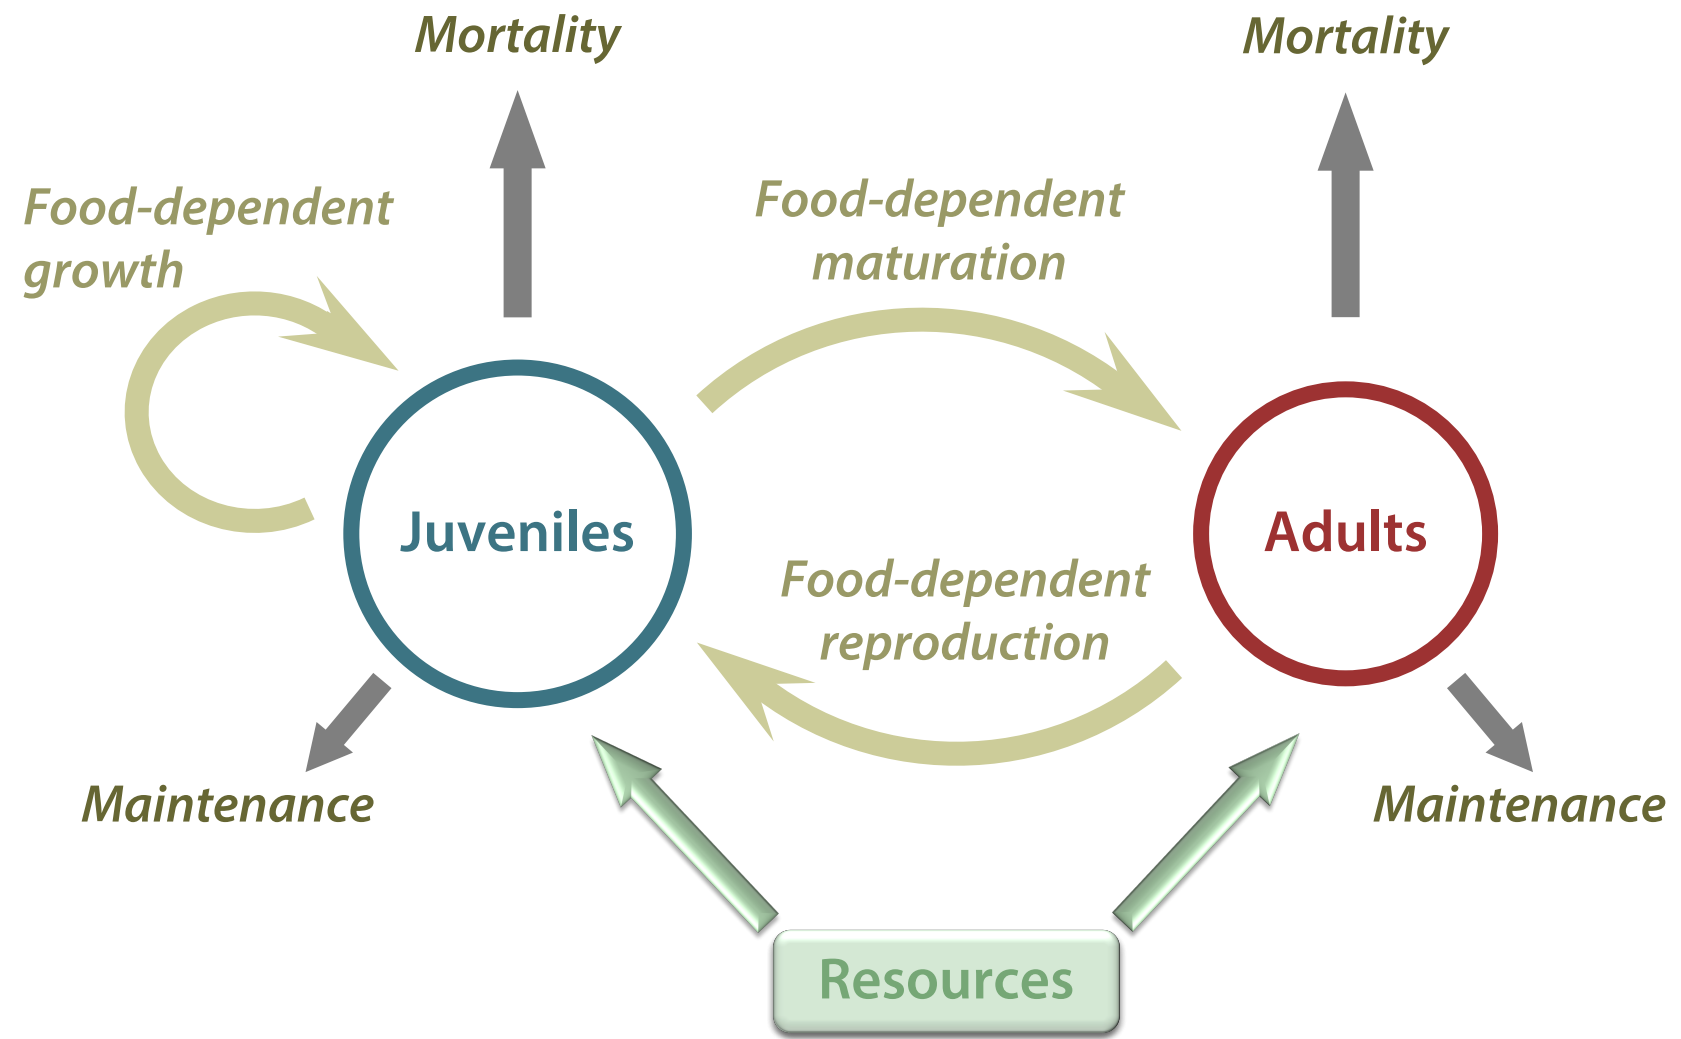 Mortality
Mortality
Food-dependent
growth
Food-dependent
maturation
Juveniles
Adults
Food-dependent
reproduction
Maintenance
Maintenance
Resources